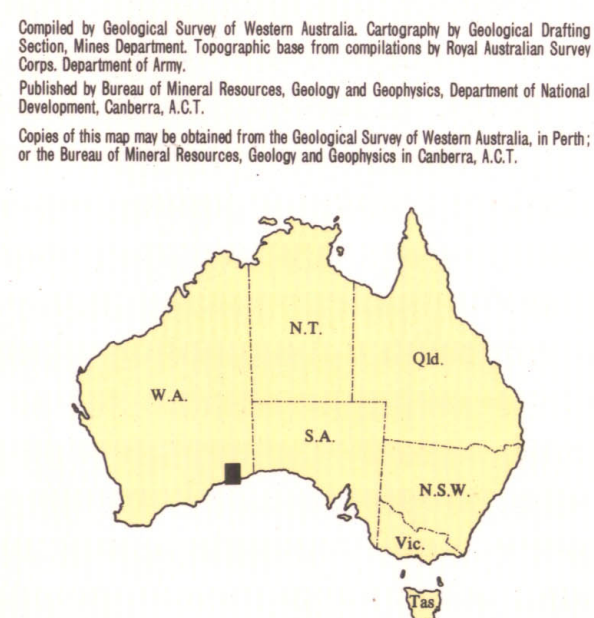 Compiled by Geological Survey of Western Australia. Cartography by Geological Drafting
Section, Mines Department. Topographic base from compilations by Royal Australian Survey
Corps. Department of Army.
Published by Bureau of Mineral Resources, Geology and Geophysics, Department of National
Development, Canberra, A.C.T.
Copies of this map may be obtained from the Geological Survey of Western Australia, in Perth;
or the Bureau of Mineral Resources, Geology and Geophysics in Canberra, A.C.T.
N.T.
Qld.
W.A.
S.A.
N.S.W.
Vic.
Tas.